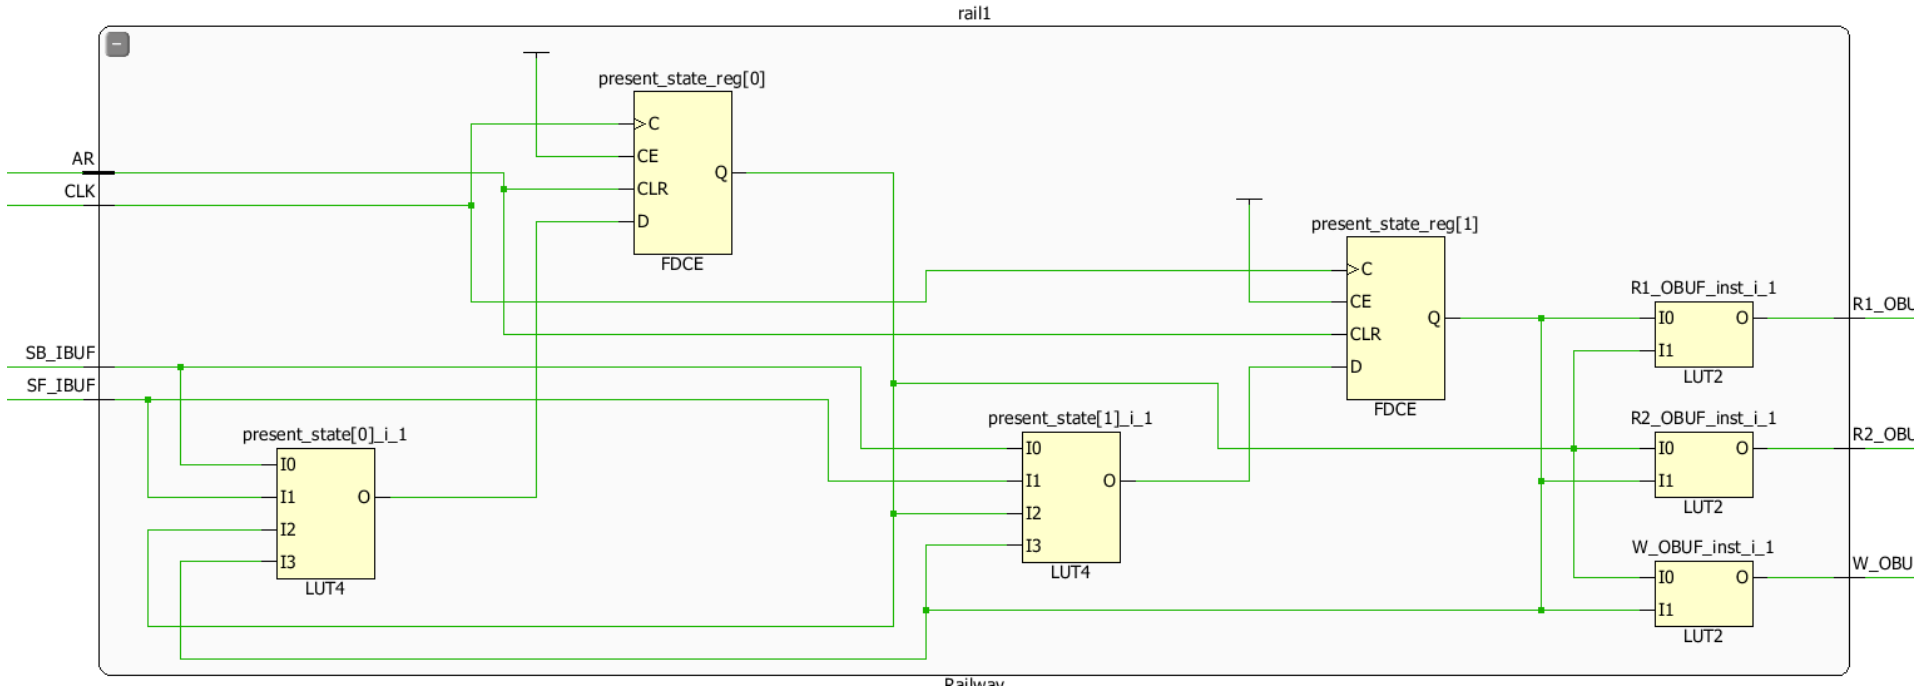 rail1
present_state_reg[0]
C
CE
CLR
D
Q
FDCE
AR
CLK
present_state_reg[1]
C
CE
CLR
D
Q
FDCE
SB_IBUF
SF_IBUF
present_state[0]_i_1
I0
I1
I2
I3
O
LUT4
present_state[1]_i_1
I0
I1
I2
I3
O
LUT4
R1_OBUF_inst_i_1
I0
I1
O
LUT2
R1_OBU
R2_OBUF_inst_i_1
I0
I1
O
LUT2
R2_OBU
W_OBUF_inst_i_1
I0
I1
O
LUT2
W_OBU
Railway